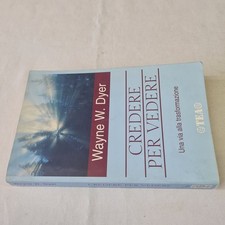 Wayne W. Dyer
CREDERE
PER VEDERE
Una via alla trasformazione
TEA